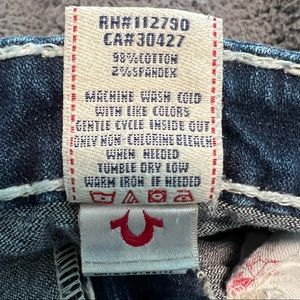 RN#112790
CA#30427
98%COTTON
2%SPANDEX
MACHINE WASH COLD
WITH LIKE COLORS
GENTLE CYCLE INSIDE OUT
ONLY NON-CHLORINE BLEACH
WHEN NEEDED
TUMBLE DRY LOW
WARM IRON IF NEEDED